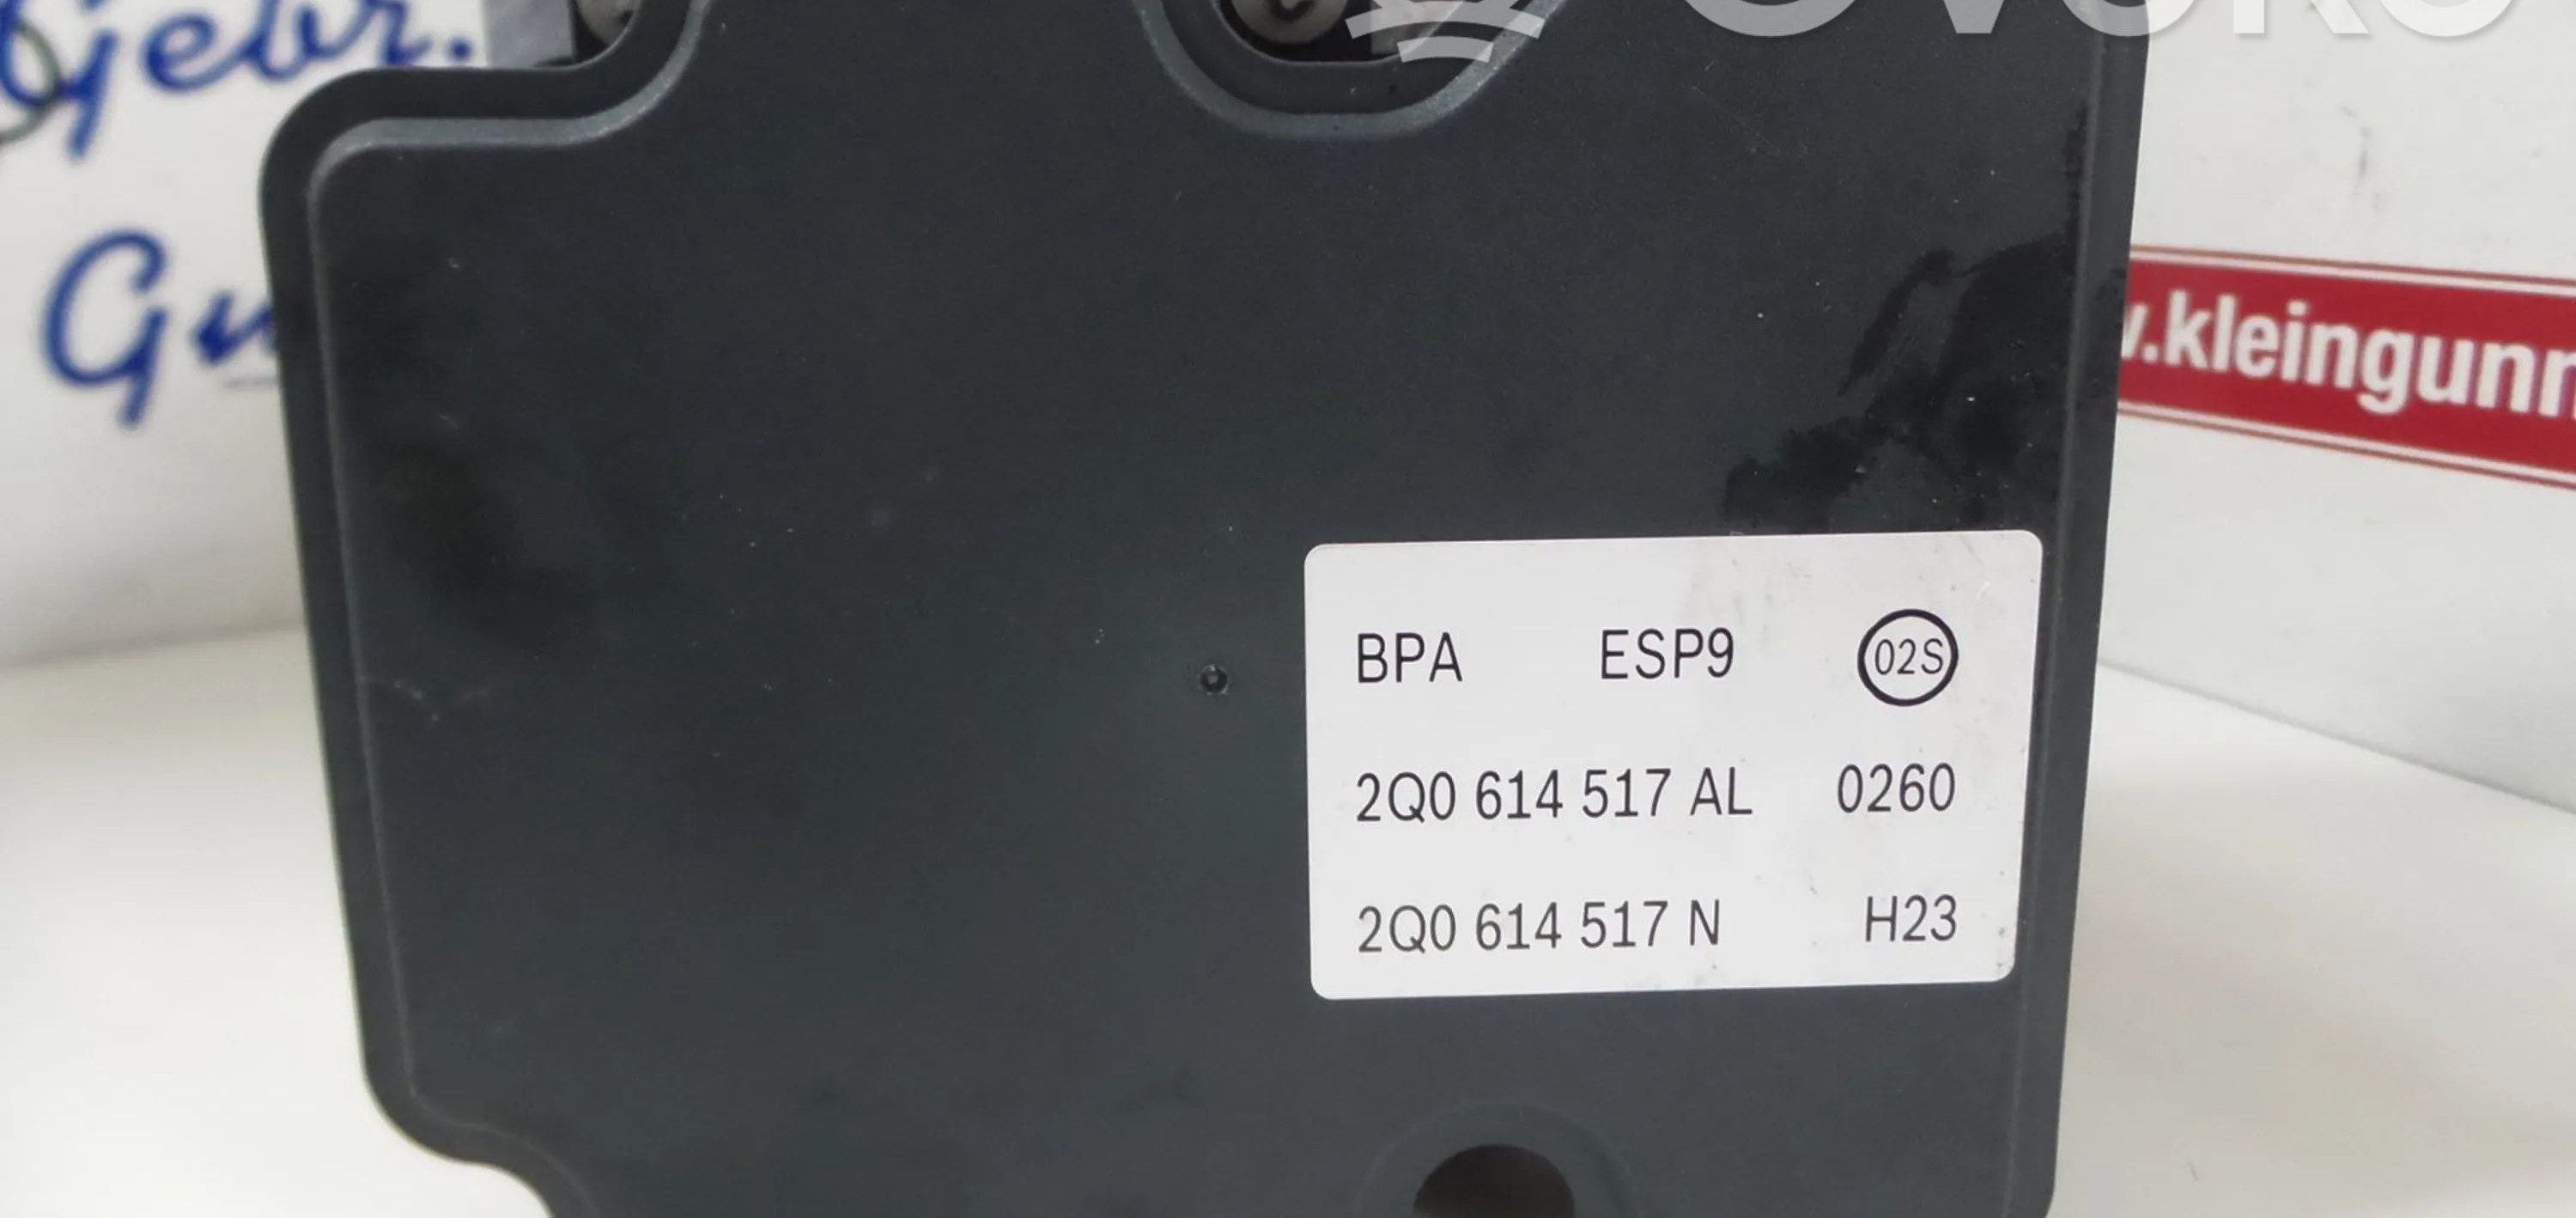 Gebr.
BPA ESP9 02S
2Q0 614 517 AL 0260
2Q0 614 517 N H23
.kleingunn